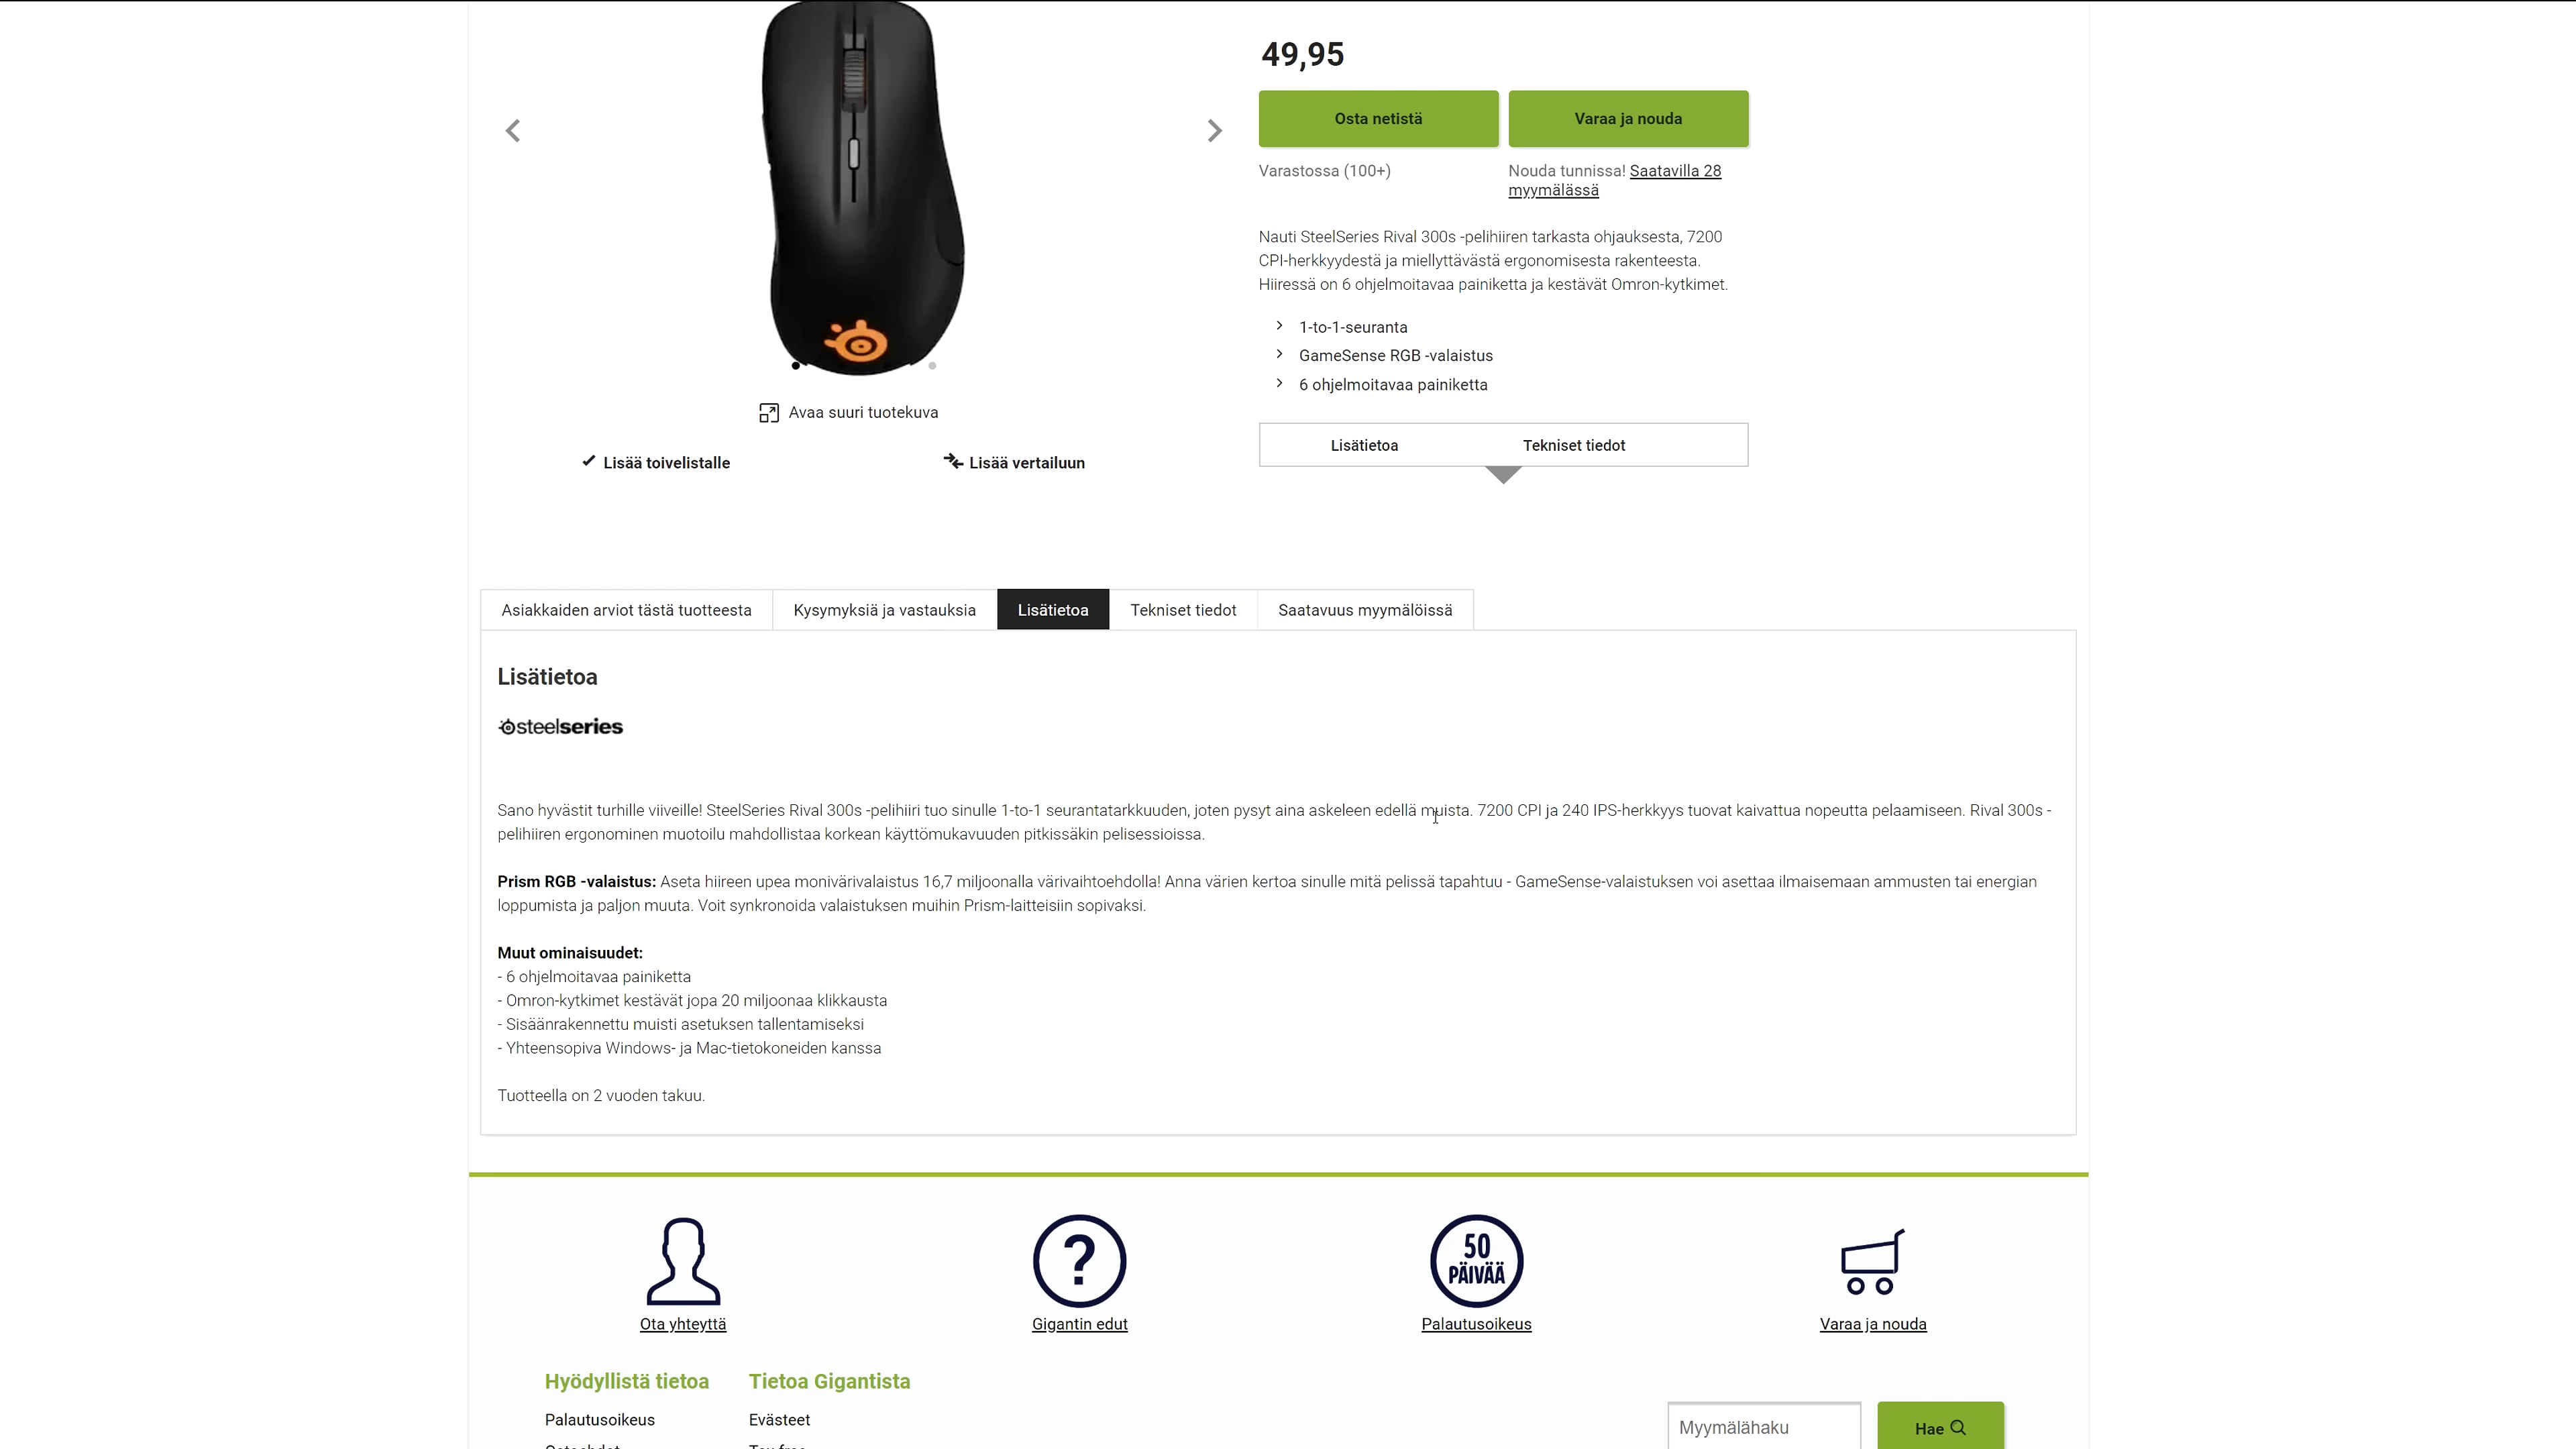 49,95
Osta netistä
Varaa ja nouda
Varastossa (100+)
Nouda tunnissa! Saatavilla 28
myymälässä
Nauti SteelSeries Rival 300s -pelihiiren tarkasta ohjauksesta, 7200
CPI-herkkyydestä ja miellyttävästä ergonomisesta rakenteesta.
Hiiressä on 6 ohjelmoitavaa painiketta ja kestävät Omron-kytkimet.
1-to-1-seuranta
GameSense RGB -valaistus
6 ohjelmoitavaa painiketta
Avaa suuri tuotekuva
Lisää toivelistalle
Lisää vertailuun
Lisätietoa
Tekniset tiedot
Asiakkaiden arviot tästä tuotteesta
Kysymyksiä ja vastauksia
Lisätietoa
Tekniset tiedot
Saatavuus myymälöissä
Lisätietoa
steelseries
Sano hyvästit turhille viiveille! SteelSeries Rival 300s -pelihiiri tuo sinulle 1-to-1 seurantatarkkuuden, joten pysyt aina askeleen edellä muista. 7200 CPI ja 240 IPS-herkkyys tuovat kaivattua nopeutta pelaamiseen. Rival 300s -
pelihiiren ergonominen muotoilu mahdollistaa korkean käyttömukavuuden pitkissäkin pelisessioissa.
Prism RGB -valaistus: Aseta hiireen upea monivärivalaistus 16,7 miljoonalla värivaihtoehdolla! Anna värien kertoa sinulle mitä pelissä tapahtuu - GameSense-valaistuksen voi asettaa ilmaisemaan ammusten tai energian
loppumista ja paljon muuta. Voit synkronoida valaistuksen muihin Prism-laitteisiin sopivaksi.
Muut ominaisuudet:
- 6 ohjelmoitavaa painiketta
- Omron-kytkimet kestävät jopa 20 miljoonaa klikkausta
- Sisäänrakennettu muisti asetuksen tallentamiseksi
- Yhteensopiva Windows- ja Mac-tietokoneiden kanssa
Tuotteella on 2 vuoden takuu.
?
50
PÄIVÄÄ
Ota yhteyttä
Gigantin edut
Palautusoikeus
Varaa ja nouda
Hyödyllistä tietoa
Tietoa Gigantista
Palautusoikeus
Evästeet
Myymälähaku
Hae